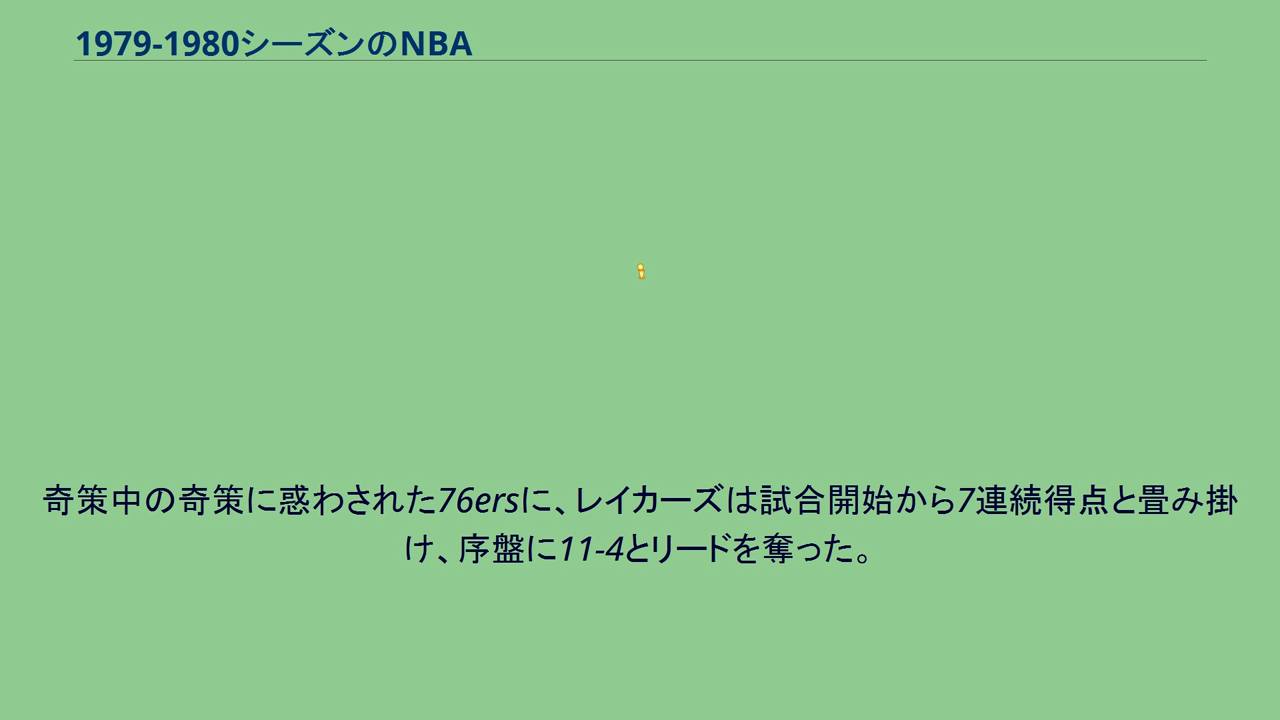 1979-1980シーズンのNBA
奇策中の奇策に惑わされた76ersに、レイカーズは試合開始から7連続得点と畳み掛
け、序盤に11-4とリードを奪った。